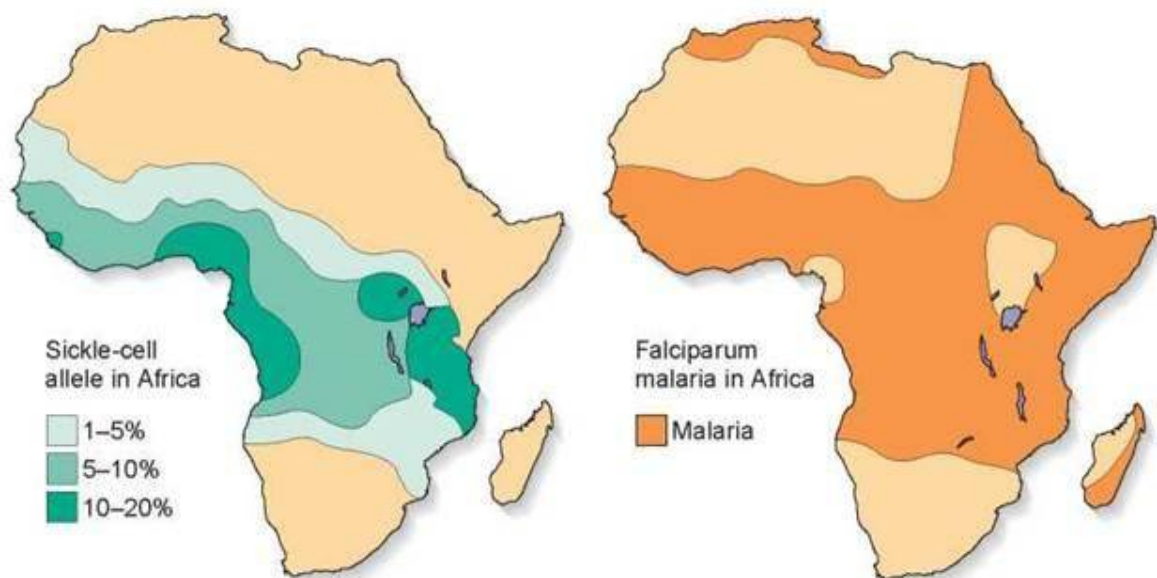 Sickle-cell
allele in Africa
1–5%
5–10%
10–20%
Falciparum
malaria in Africa
Malaria